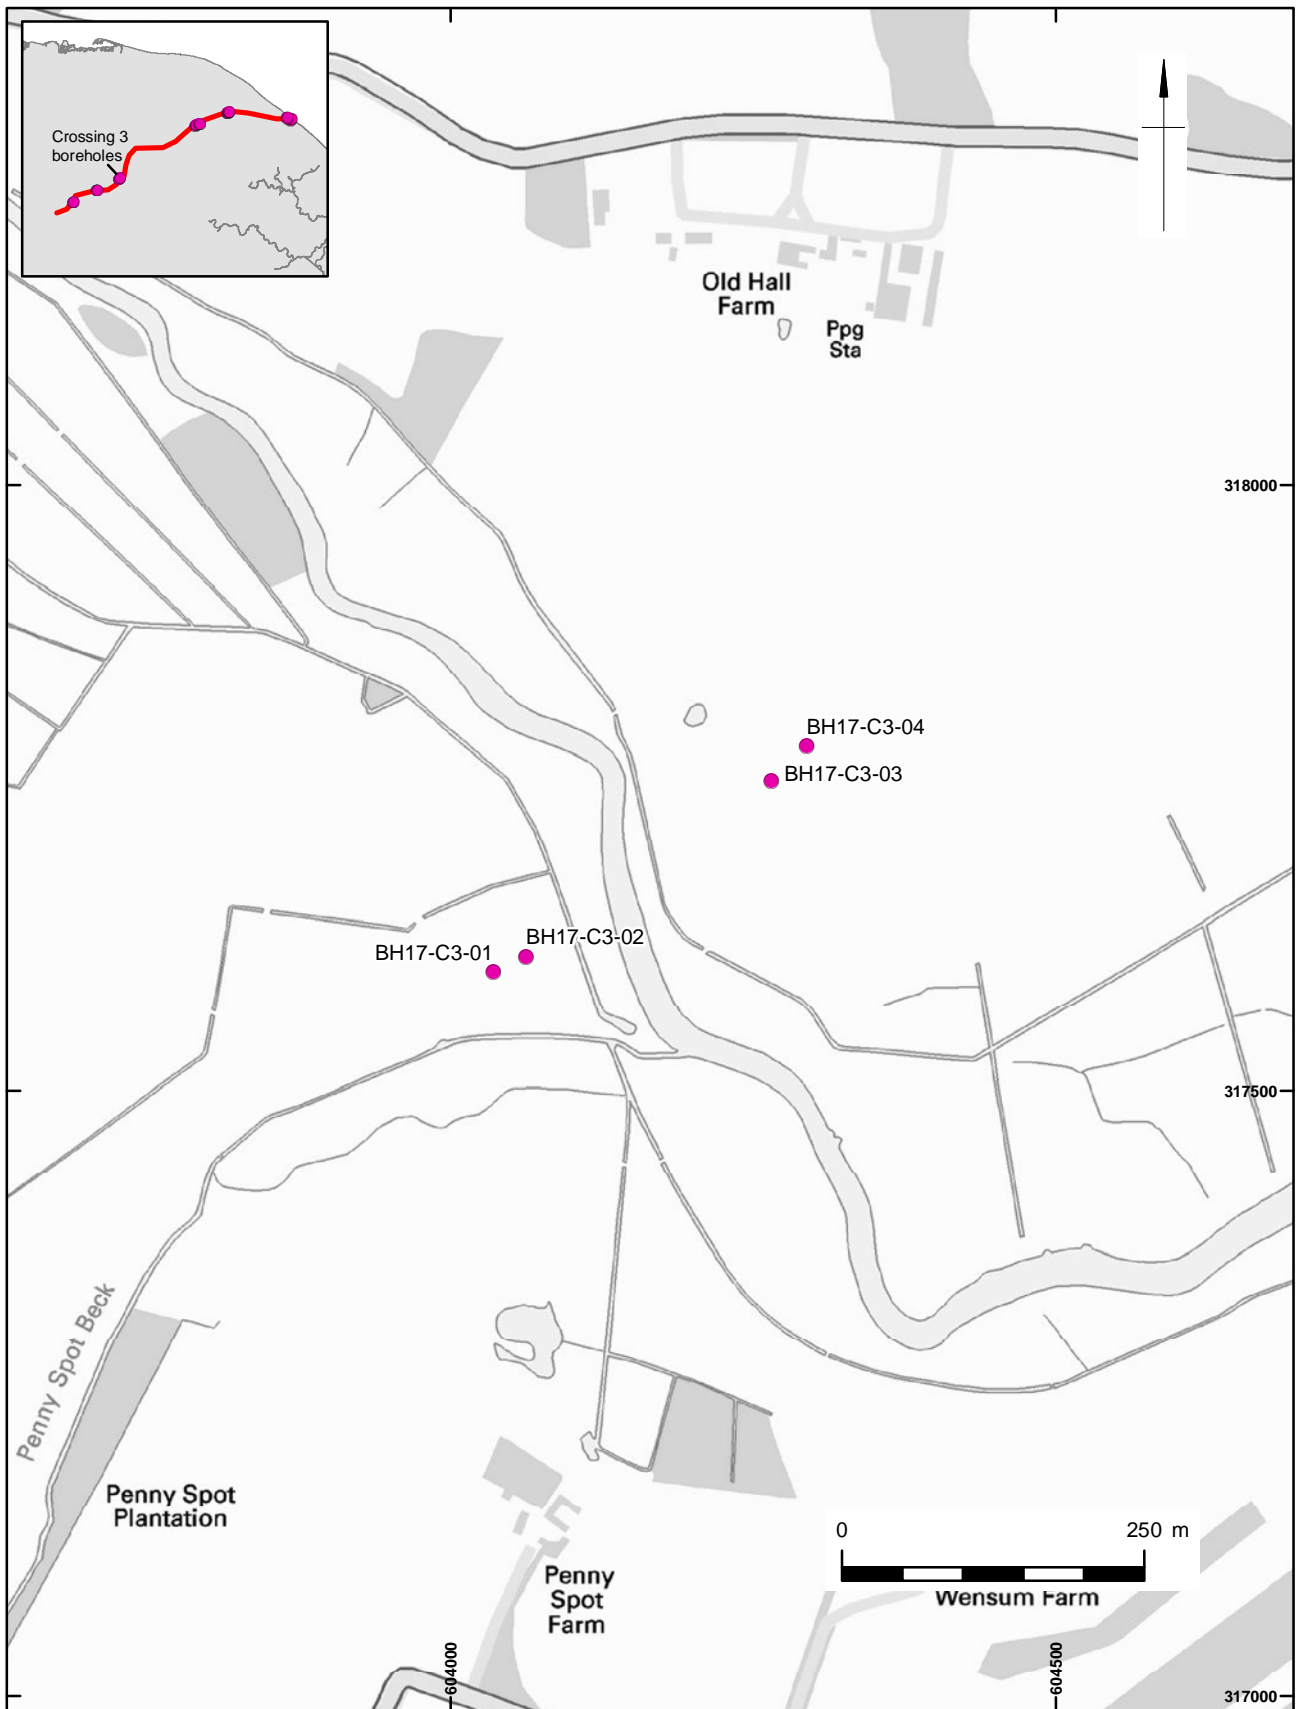 Crossing 3
boreholes
Old Hall
Farm
Ppg
Sta
318000
BH17-C3-04
BH17-C3-03
BH17-C3-02
BH17-C3-01
317500
Penny Spot Beck
Penny Spot
Plantation
0 250 m
Penny
Spot
Farm
Wensum Farm
604000
604500
317000